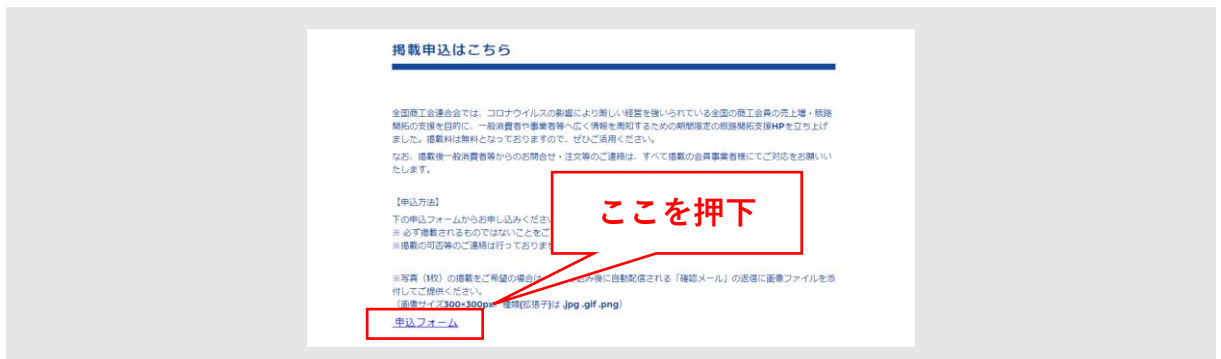 掲載申込はこちら
全国商工会連合会では、コロナウイルスの影響により厳しい経営を強いられている全国の商工会員の売上増・販路
開拓の支援を目的に、一般消費者や事業者等へ広く情報を周知するための期間限定の販路開拓支援HPを立ち上げ
ました。掲載料は無料となっておりますので、ぜひご活用ください。
なお、掲載後一般消費者等からのお問合せ・注文等のご連絡は、すべて掲載の会員事業者様にてご対応をお願いい
たします。
【申込方法】
下の申込フォームからお申し込みくださ
※ 必ず掲載されるものではないことをご
※掲載の可否等のご連絡は行っておりま
ここを押下
※写真（1枚）の掲載をご希望の場合は 込み後に自動配信される「確認メール」の返信に画像ファイルを添
付してご提供ください。
（画像サイズ300×300px 種類(拡張子)は .jpg .gif .png）
申込フォーム